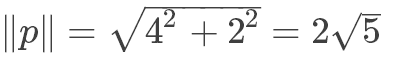 ‖p‖ = √(4² + 2²) = 2√5